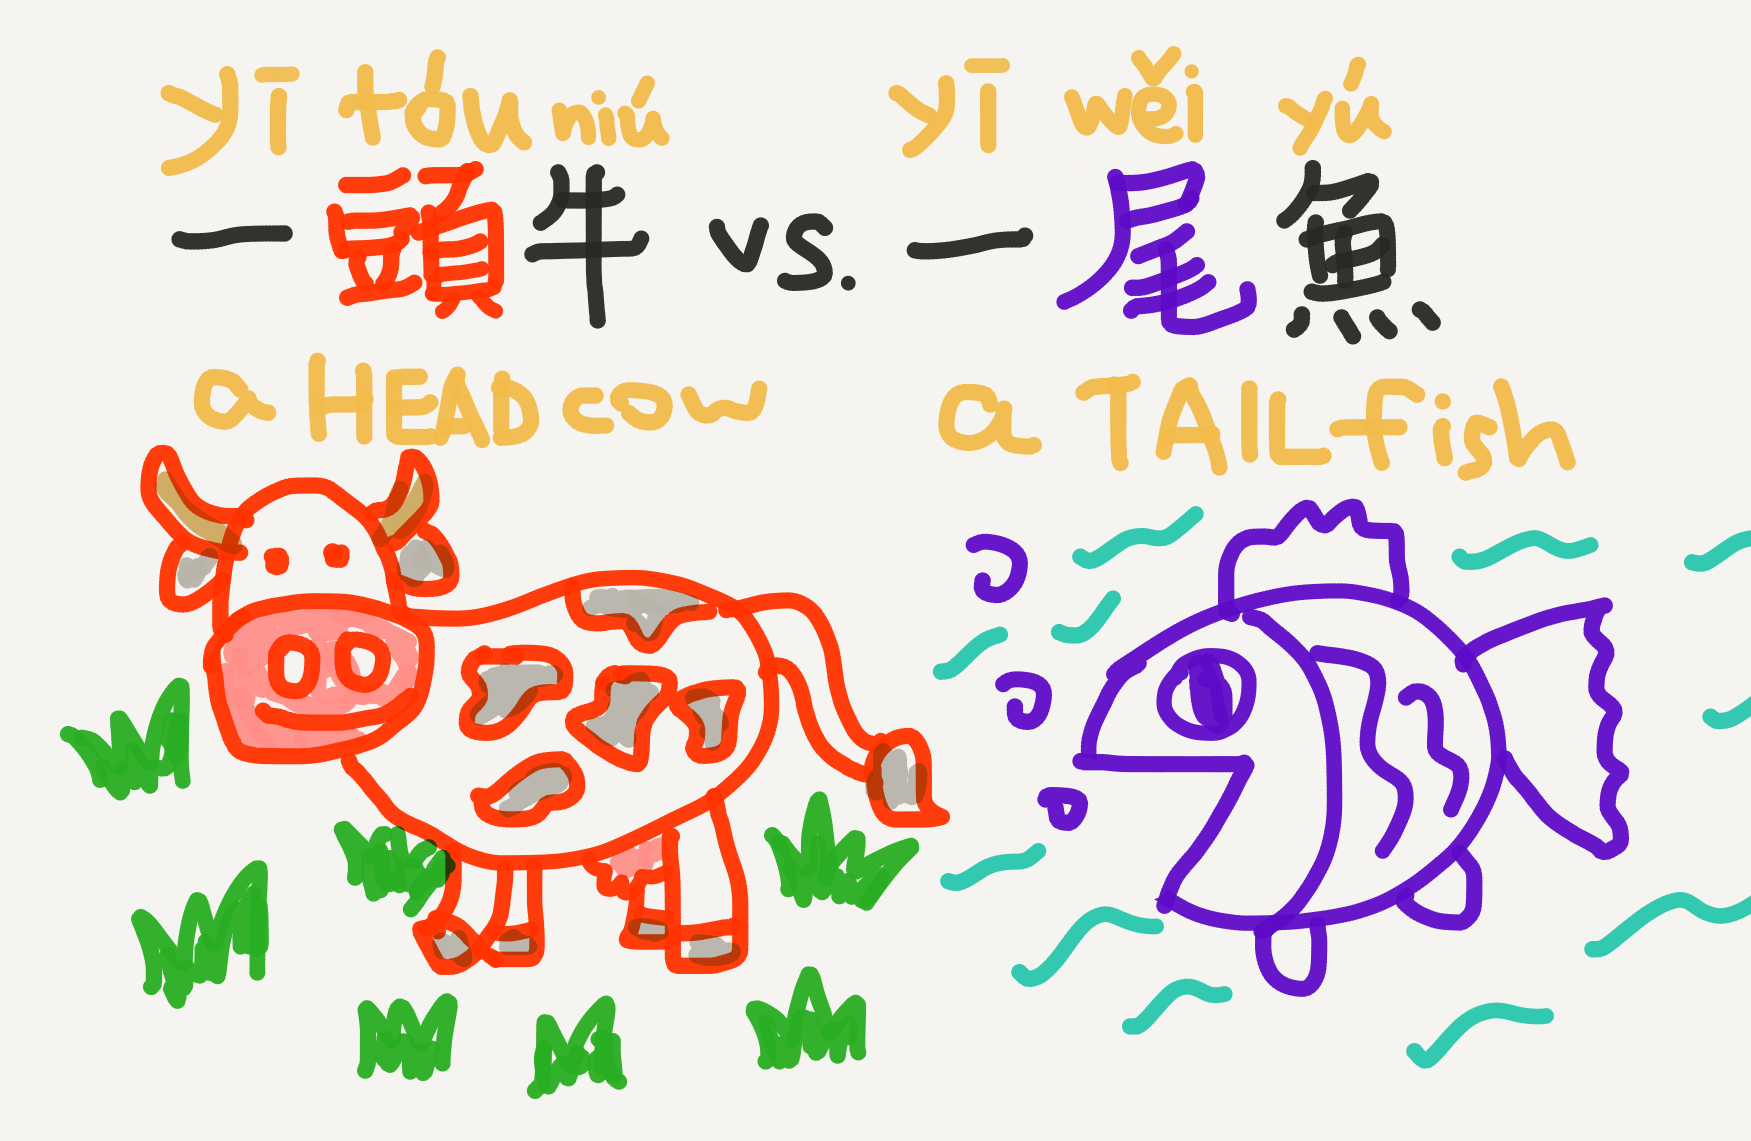 yī tóu niú yī wěi yú
一頭牛 vs. 一尾魚
a HEAD cow a TAIL fish